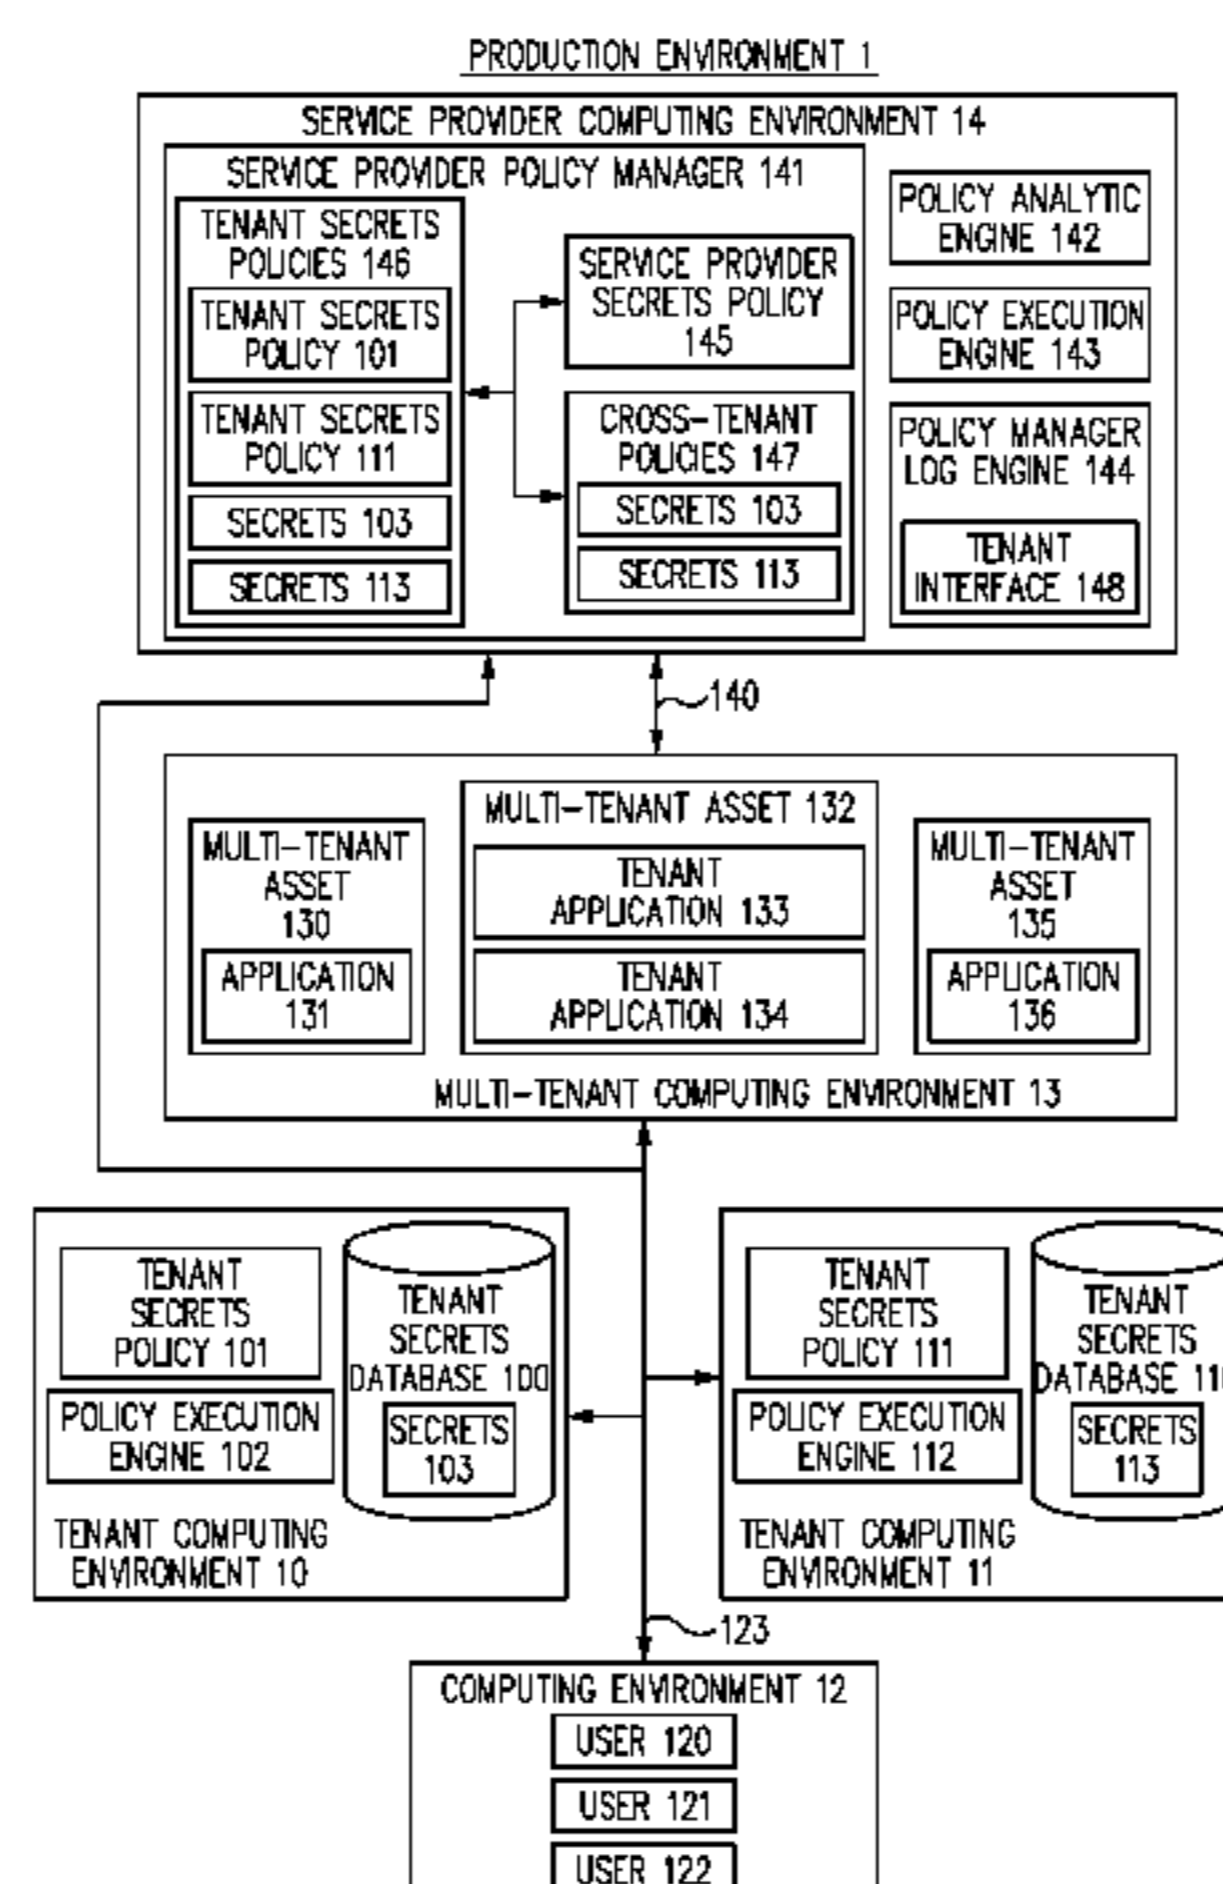 PRODUCTION ENVIRONMENT 1
SERVICE PROVIDER COMPUTING ENVIRONMENT 14
SERVICE PROVIDER POLICY MANAGER 141
TENANT SECRETS
POLICIES 146
TENANT SECRETS
POLICY 101
TENANT SECRETS
POLICY 111
SECRETS 103
SECRETS 113
SERVICE PROVIDER
SECRETS POLICY
145
CROSS-TENANT
POLICIES 147
SECRETS 103
SECRETS 113
POLICY ANALYTIC
ENGINE 142
POLICY EXECUTION
ENGINE 143
POLICY MANAGER
LOG ENGINE 144
TENANT
INTERFACE 148
140
MULTI-TENANT
ASSET
130
APPLICATION
131
MULTI-TENANT ASSET 132
TENANT
APPLICATION 133
TENANT
APPLICATION 134
MULTI-TENANT
ASSET
135
APPLICATION
136
MULTI-TENANT COMPUTING ENVIRONMENT 13
TENANT
SECRETS
POLICY 101
POLICY EXECUTION
ENGINE 102
TENANT
SECRETS
DATABASE 100
SECRETS
103
TENANT COMPUTING
ENVIRONMENT 10
TENANT
SECRETS
POLICY 111
POLICY EXECUTION
ENGINE 112
TENANT
SECRETS
DATABASE
SECRETS
113
TENANT COMPUTING
ENVIRONMENT 11
123
COMPUTING ENVIRONMENT 12
USER 120
USER 121
USER 122